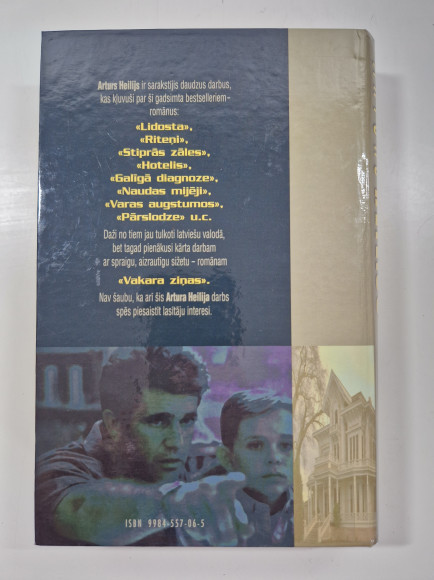 Arturs Heilijs ir sarakstījis daudzus darbus,
kas kļuvuši par šī gadsimta bestselleriem–
romānus:
«Lidosta»,
«Riteņi»,
«Stiprās zāles»,
«Hotelis»,
«Galīgā diagnoze»,
«Naudas mijēji»,
«Varas augstumos»,
«Pārslodze» u.c.
Daži no tiem jau tulkoti latviešu valodā,
bet tagad pienākusi kārta darbam
ar spraigu, aizrautīgu sižetu – romānam
«Vakara ziņas».
Nav šaubu, ka arī šis Artura Heilija darbs
spēs piesaistīt lasītāju interesi.
ISBN 9984-557-06-5